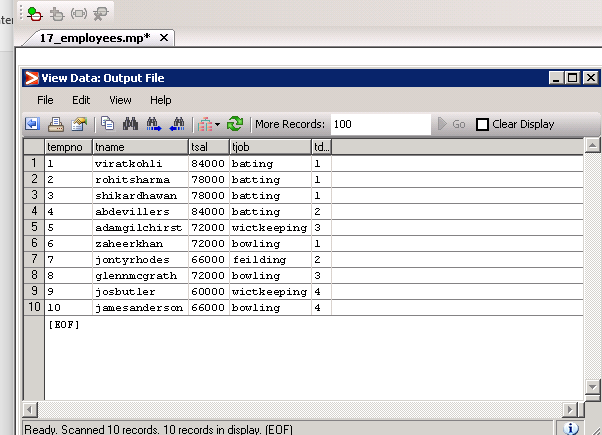 17_employees.mp*
View Data: Output File
File Edit View Help
More Records: 100 Go Clear Display
tempno tname tsal tjob td...
1 1 viratkohli 84000 bating 1
2 2 rohitsharma 78000 batting 1
3 3 shikardhawan 78000 batting 1
4 4 abdevillers 84000 batting 2
5 5 adamgilchirst 72000 wictkeeping 3
6 6 zaheerkhan 72000 bowling 1
7 7 jontyrhodes 66000 feilding 2
8 8 glennmcgrath 72000 bowling 3
9 9 josbutler 60000 wictkeeping 4
10 10 jamesanderson 66000 bowling 4
[EOF]
Ready. Scanned 10 records. 10 records in display. (EOF)